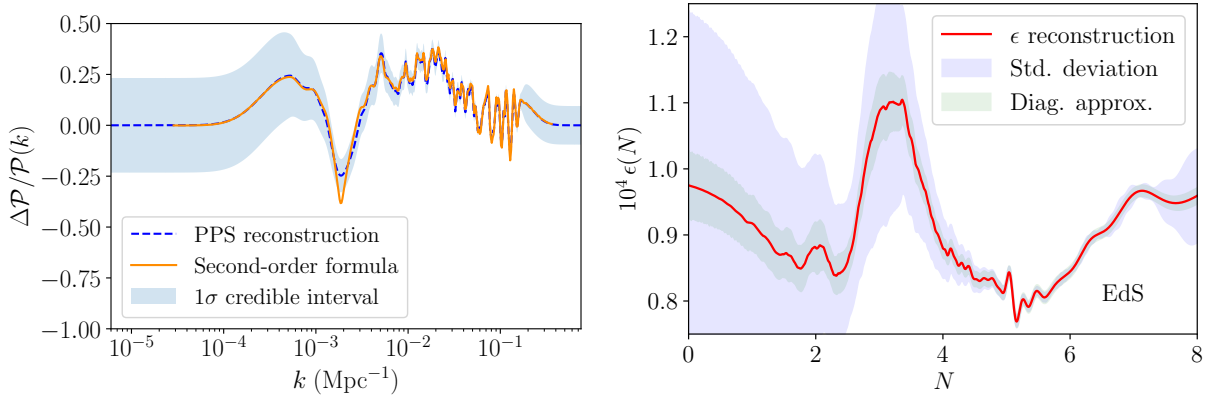 0.50
0.25
0.00
−0.25
−0.50
−0.75
−1.00
ΔP/P(k)
PPS reconstruction
Second-order formula
1σ credible interval
10⁻⁵ 10⁻⁴ 10⁻³ 10⁻² 10⁻¹
k (Mpc⁻¹)
1.2
1.1
1.0
0.9
0.8
10⁴ ϵ(N)
ϵ reconstruction
Std. deviation
Diag. approx.
EdS
0 2 4 6 8
N